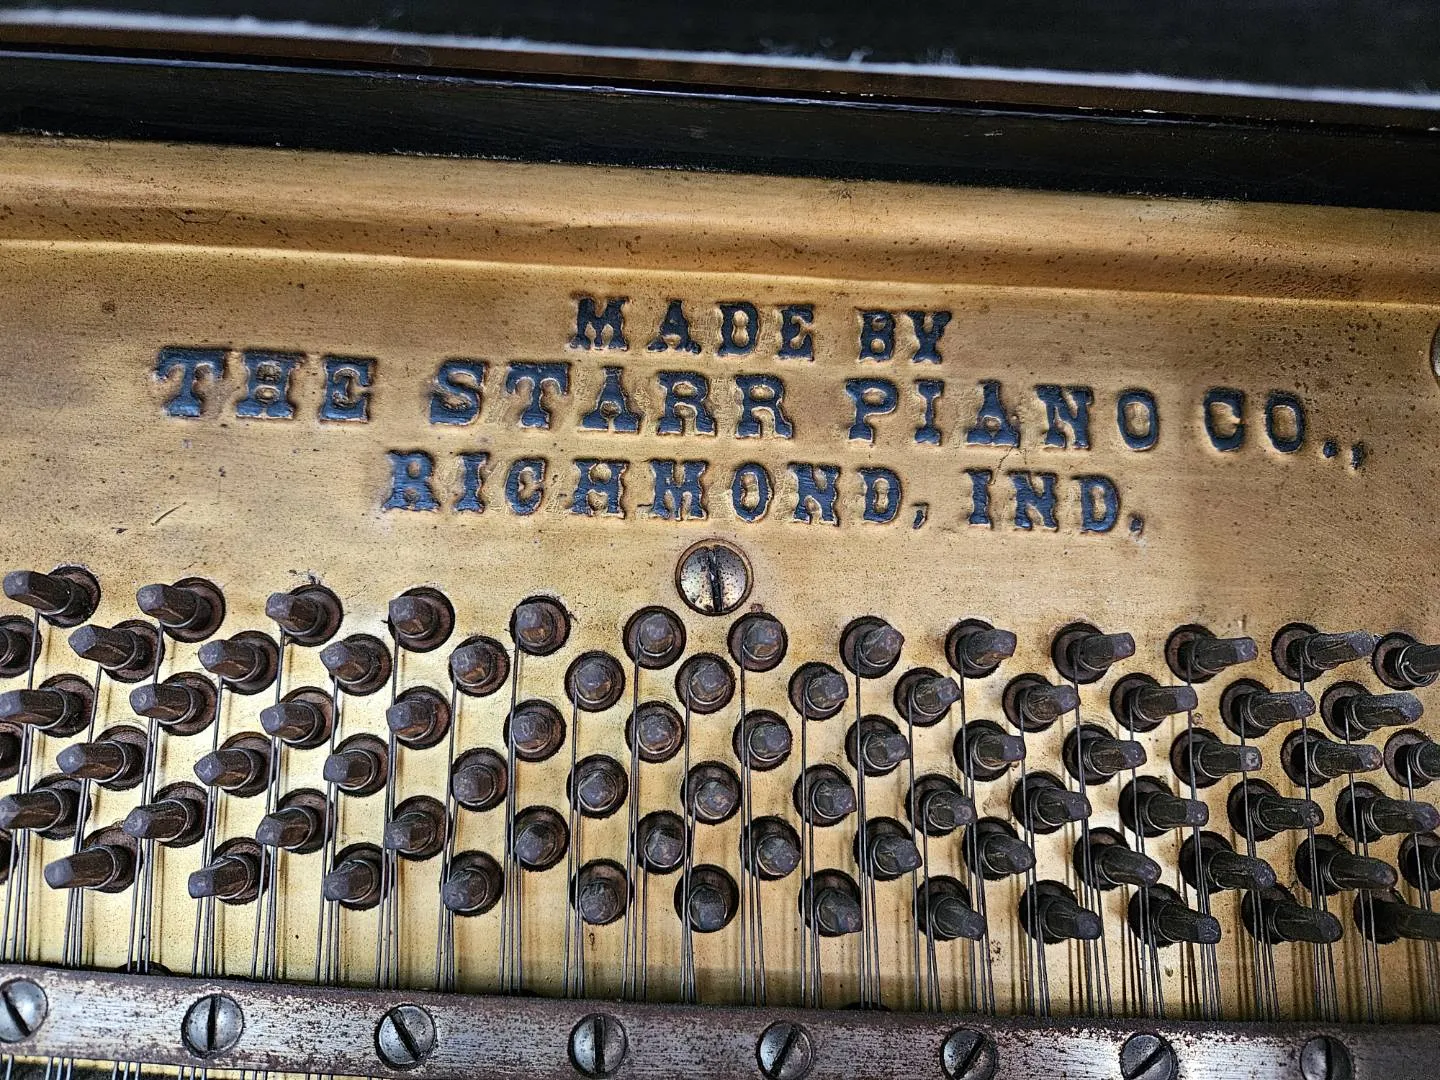 MADE BY
THE STARR PIANO CO.,
RICHMOND, IND.